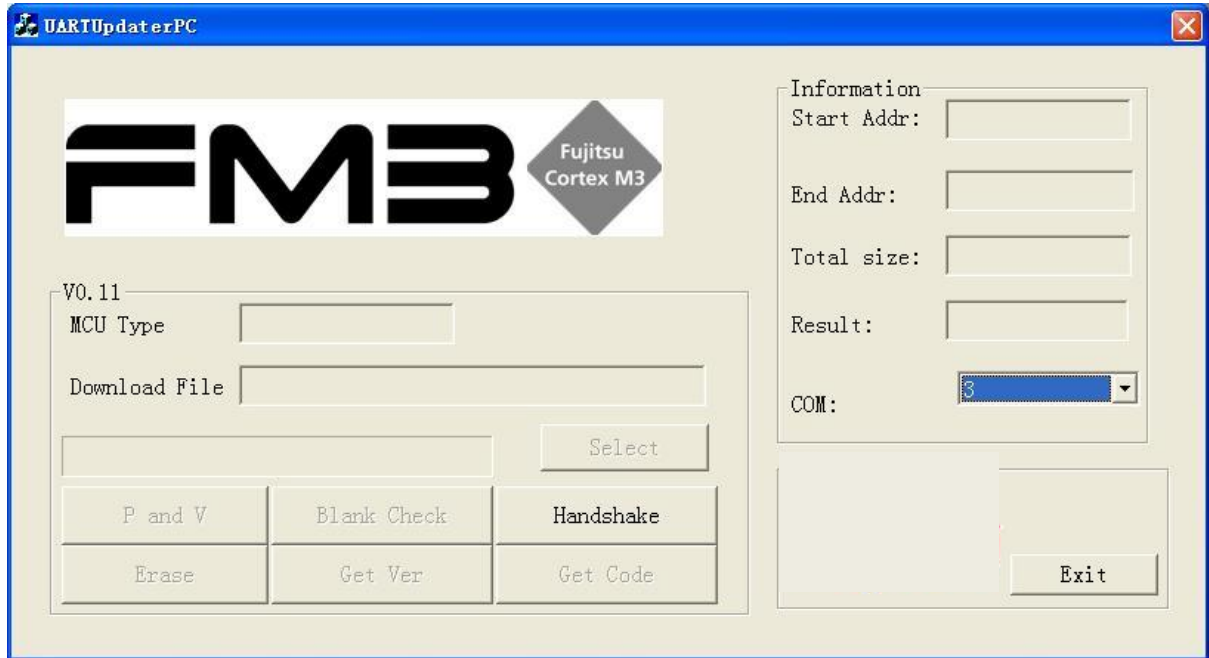 UARTUpdaterPC
FM3
Fujitsu
Cortex M3
Information
Start Addr:
End Addr:
Total size:
Result:
COM:
3
V0.11
MCU Type
Download File
Select
P and V
Blank Check
Handshake
Erase
Get Ver
Get Code
Exit